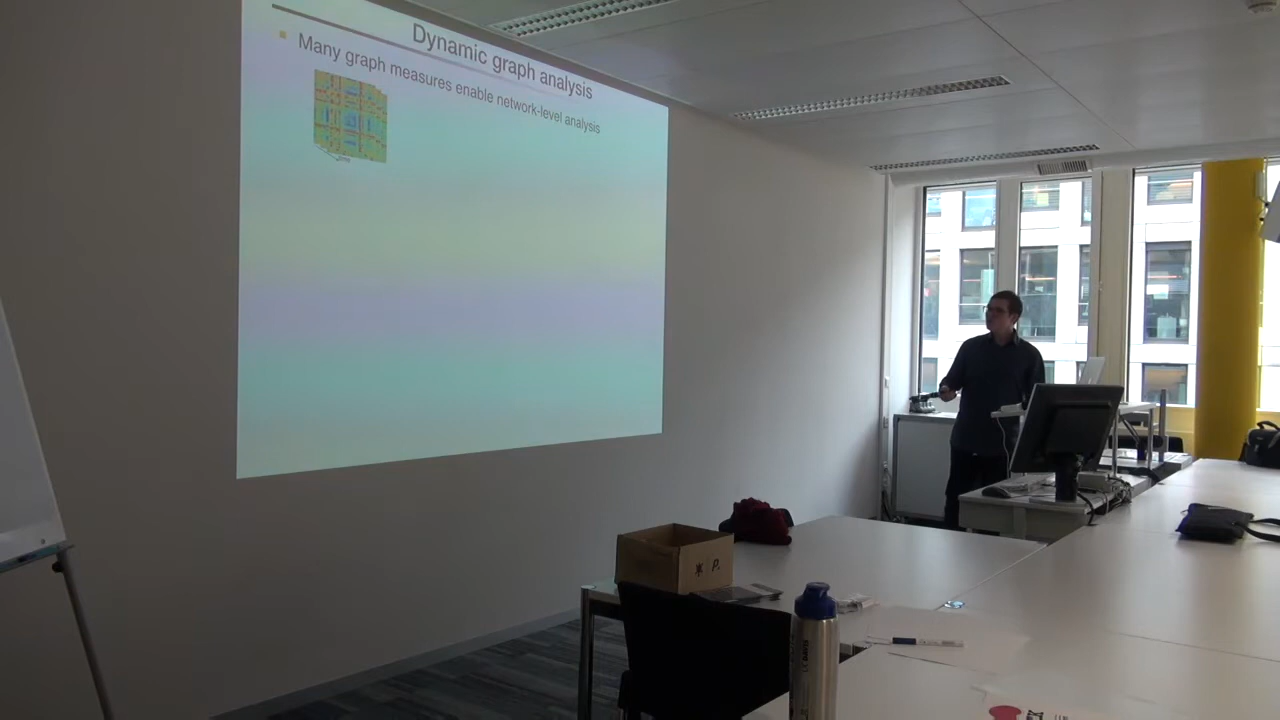 Dynamic graph analysis
Many graph measures enable network-level analysis
P.